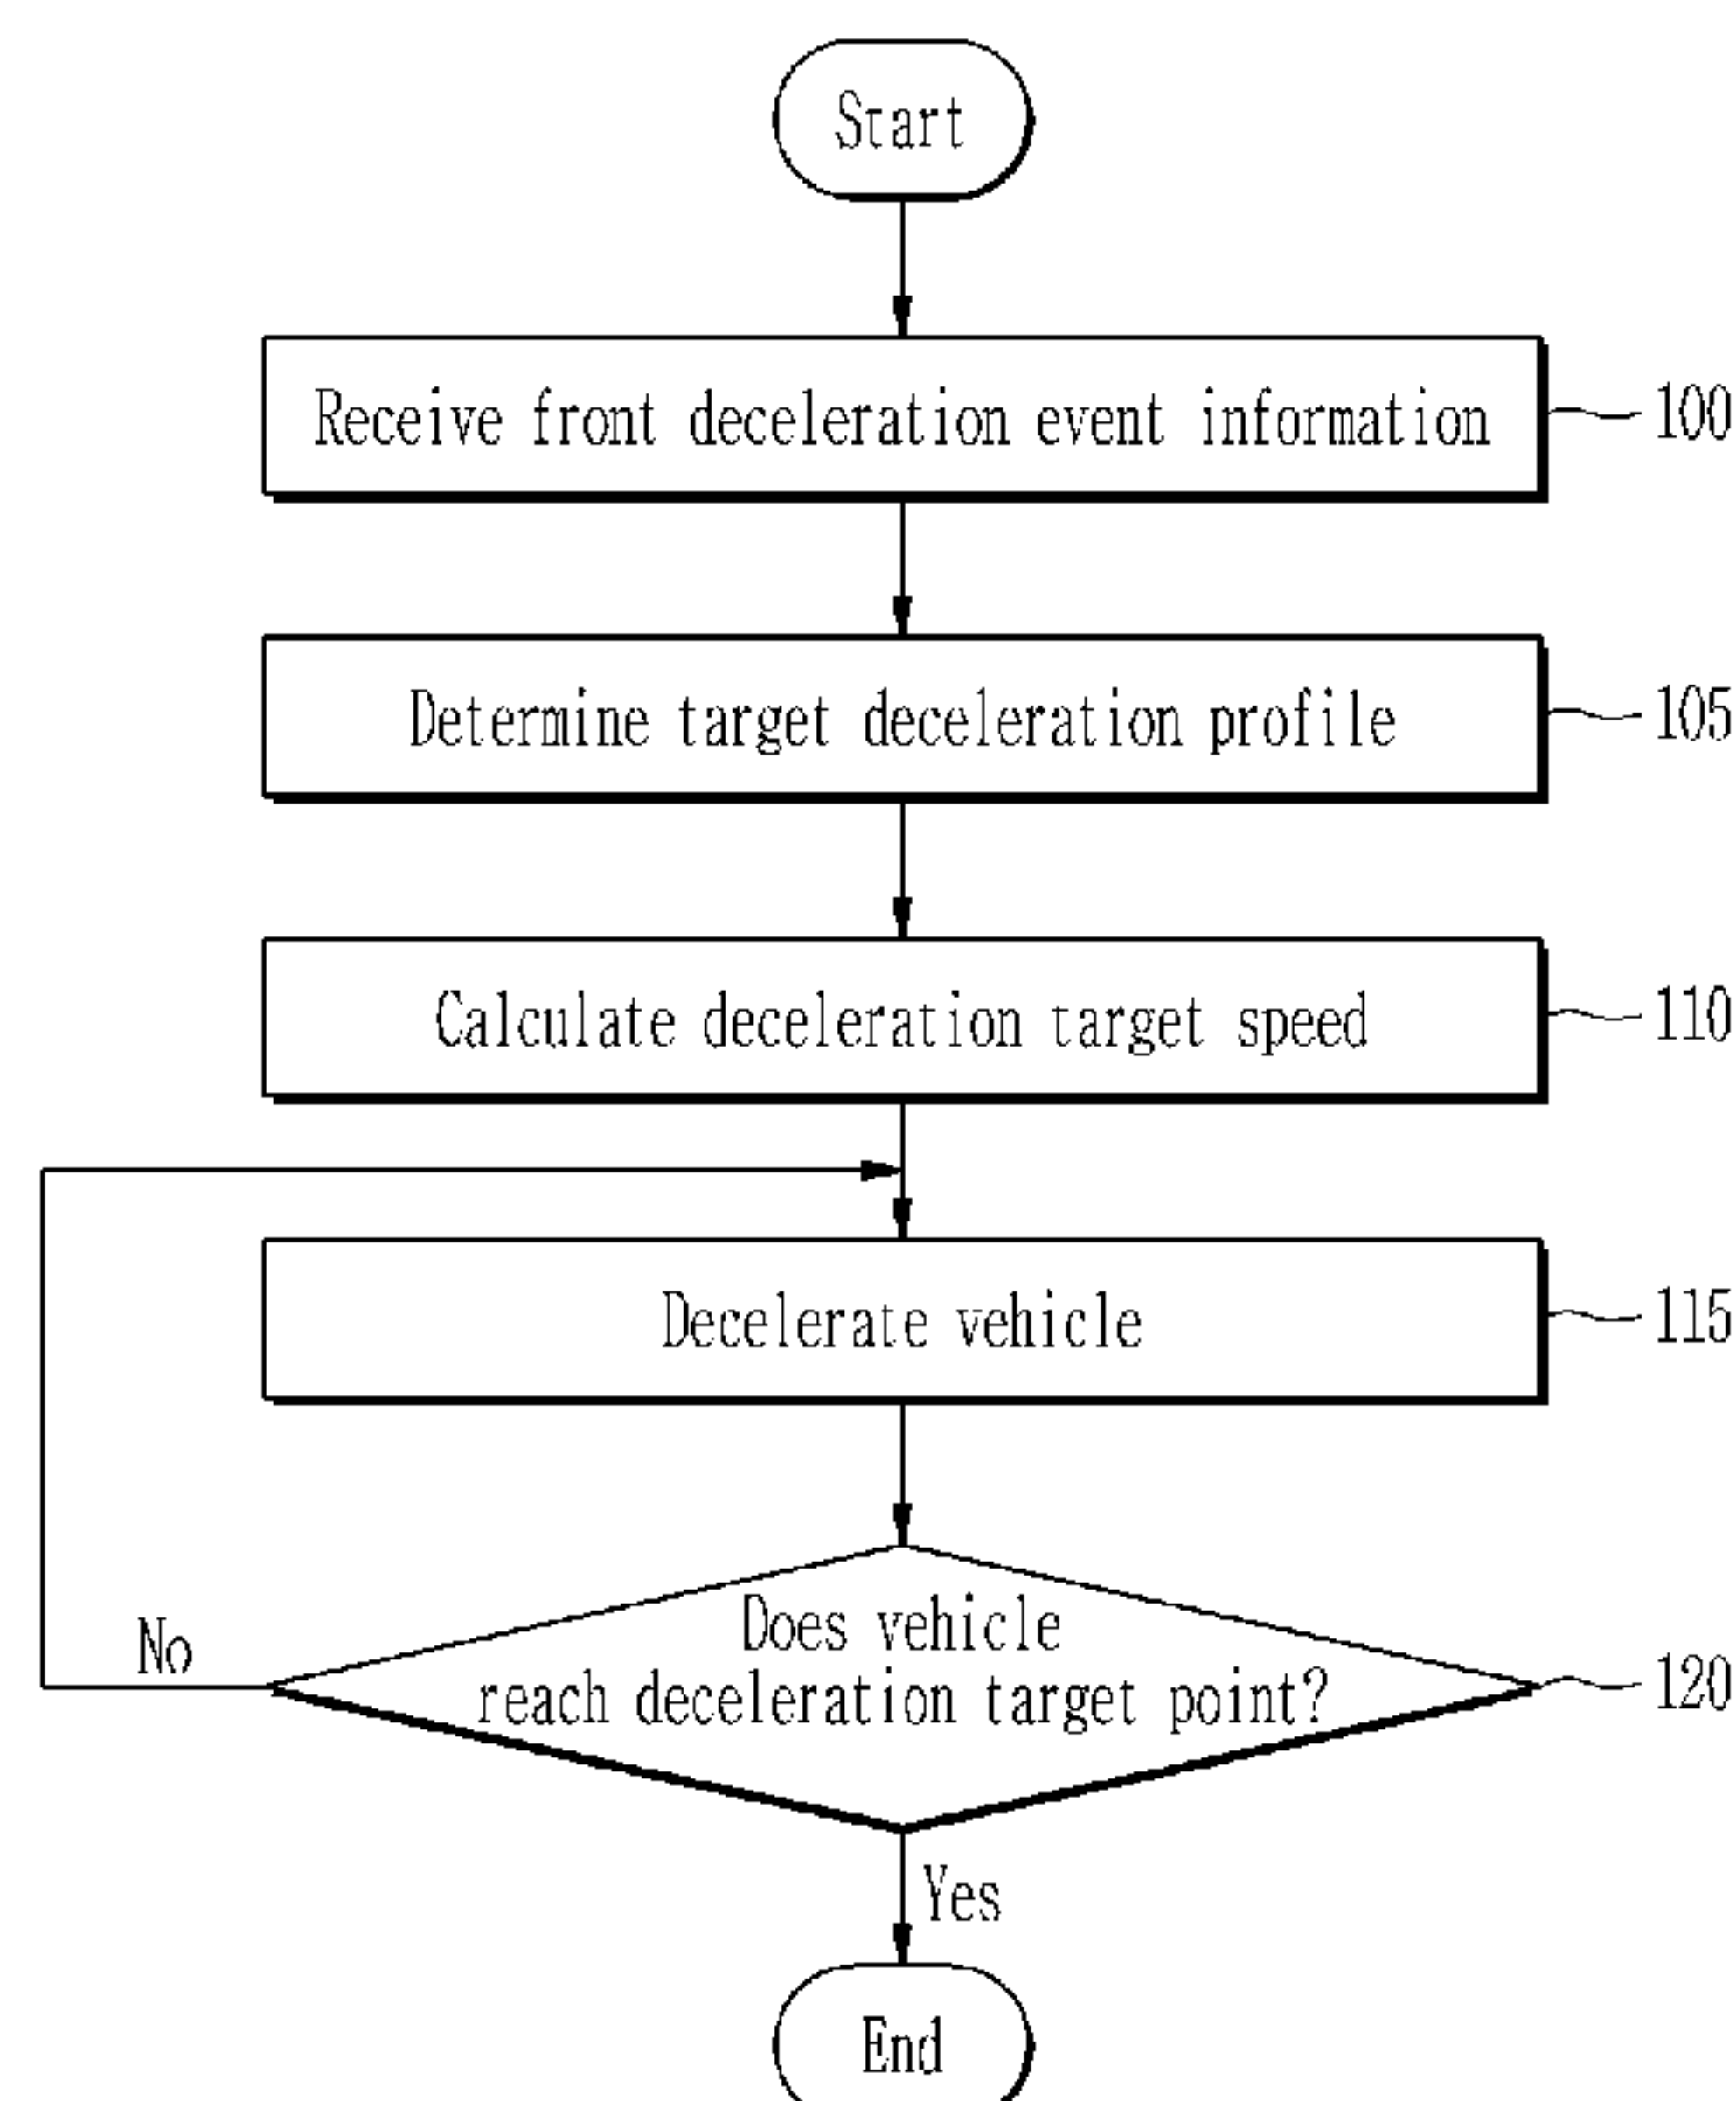 Start
Receive front deceleration event information
100
Determine target deceleration profile
105
Calculate deceleration target speed
110
Decelerate vehicle
115
Does vehicle
reach deceleration target point?
120
No
Yes
End